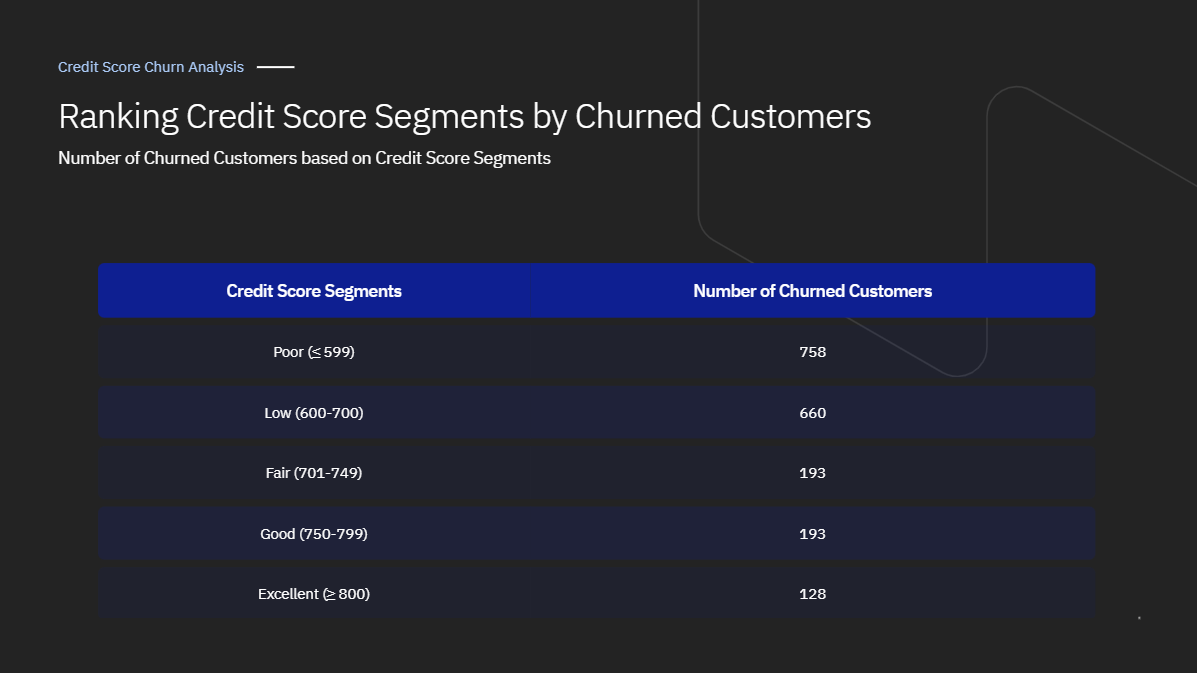 Credit Score Churn Analysis
Ranking Credit Score Segments by Churned Customers
Number of Churned Customers based on Credit Score Segments
Credit Score Segments Number of Churned Customers
Poor (≤ 599) 758
Low (600-700) 660
Fair (701-749) 193
Good (750-799) 193
Excellent (≥ 800) 128